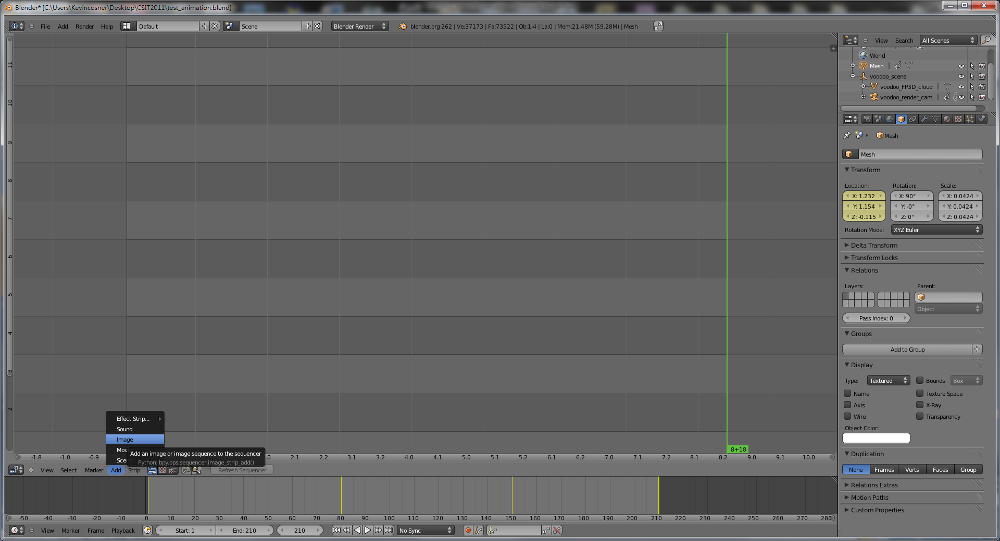 Blender* [C:\Users\Kevincosner\Desktop\CSIT2011\test_animation.blend]
File Add Render Help Default Scene Blender Render blender.org 262 | Ve:37173 | Fa:73522 | Ob:1-4 | La:0 | Mem:21.48M (59.28M) | Mesh
View Search All Scenes
World
Mesh
voodoo_scene
voodoo_FP3D_cloud
voodoo_render_cam
Mesh
Mesh
Transform
Location: Rotation: Scale:
X: 1.232 X: 90° X: 0.0424
Y: 1.154 Y: -0° Y: 0.0424
Z: -0.115 Z: 0° Z: 0.0424
Rotation Mode: XYZ Euler
Delta Transform
Transform Locks
Relations
Layers: Parent:
Object
Pass Index: 0
Groups
Add to Group
Display
Type: Textured Bounds Box
Name Texture Space
Axis X-Ray
Wire Transparency
Object Color:
Duplication
None Frames Verts Faces Group
Relations Extras
Motion Paths
Custom Properties
11
10
9
8
7
6
5
4
3
2
Effect Strip...
Sound
Image
Mov
Scen
Add an image or image sequence to the sequencer
Python: bpy.ops.sequencer.image_strip_add()
8+18
-1.8 -1.0 -0.9 2.1 2.2 3.1 3.2 4.0 4.1 5.1 5.2 6.1 6.2 7.0 7.1 7.2 8.1 8.2 9.0 9.1 10.0
View Select Marker Add Strip Refresh Sequencer
-50 -40 -30 -20 -10 0 10 20 30 40 50 60 70 80 90 100 110 120 130 140 150 160 170 180 190 200 210 220 230 240 250 260 270 280
View Marker Frame Playback Start: 1 End: 210 210 No Sync